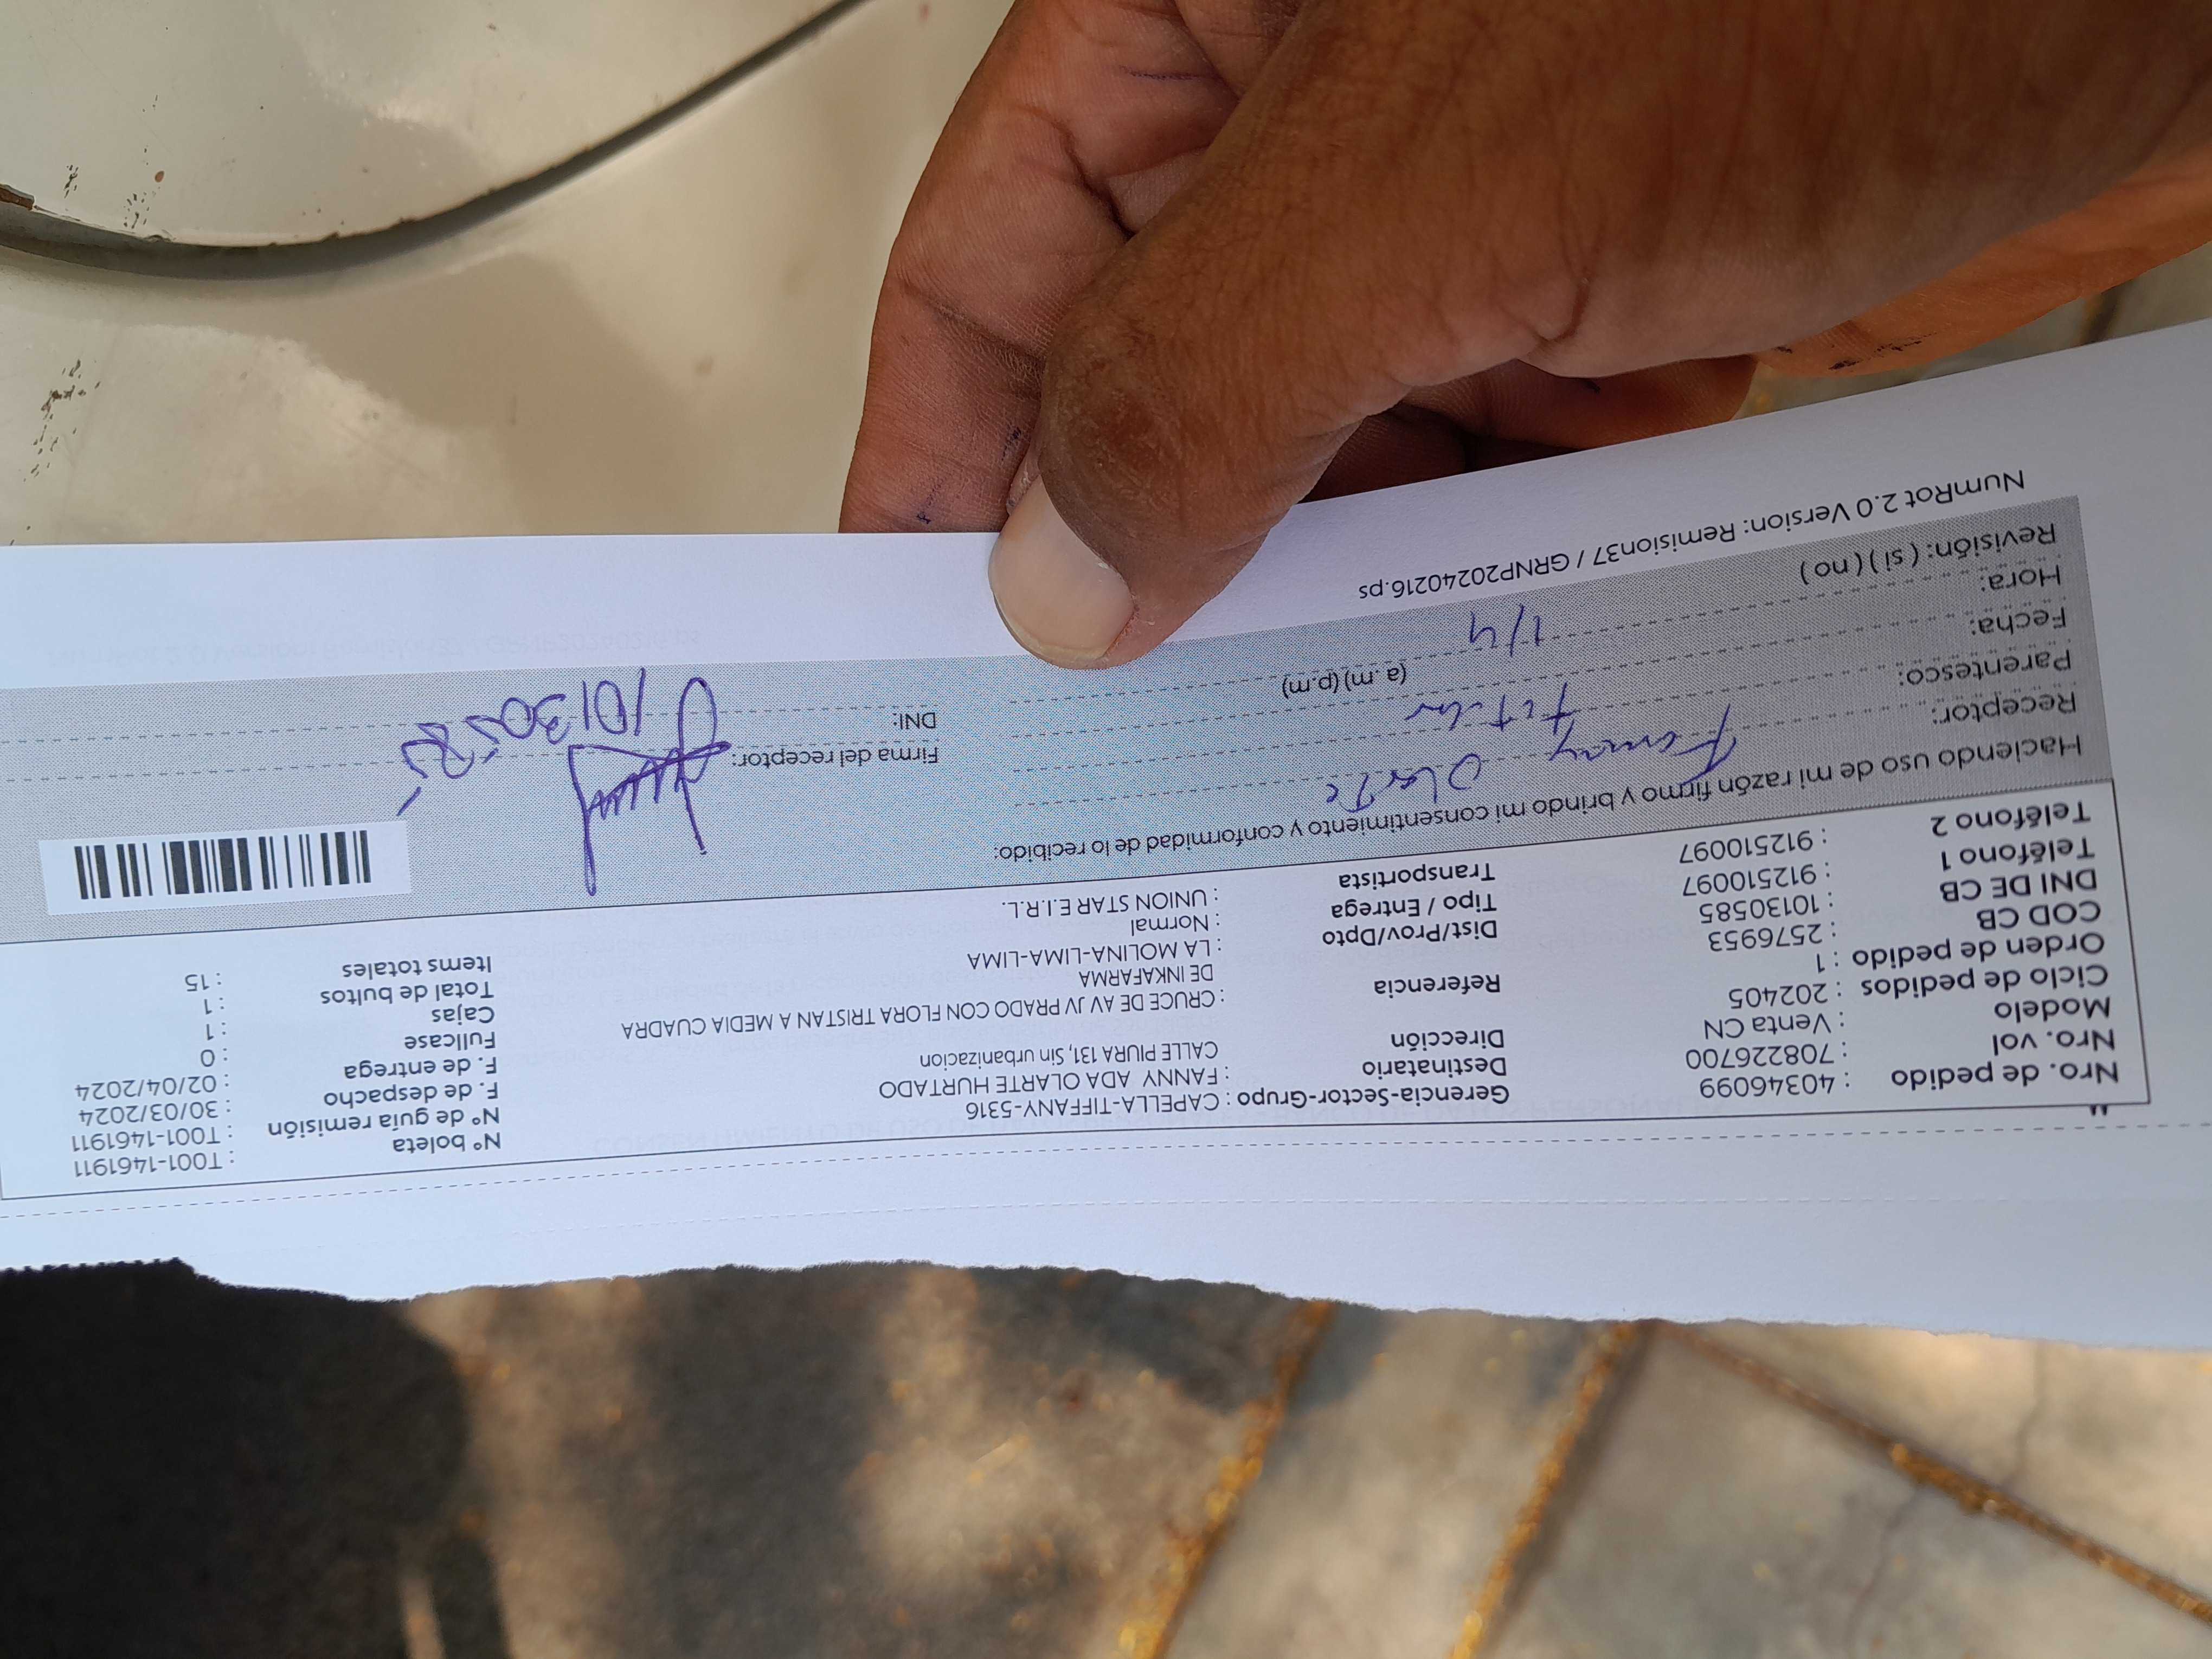 Nro. de pedido : 40346099
Nro. vol : 708226700
Modelo : Venta CN
Ciclo de pedidos : 202405
Orden de pedido : 1
COD CB : 2576953
DNI DE CB : 10130585
Teléfono 1 : 912510097
Teléfono 2 : 912510097
Gerencia-Sector-Grupo : CAPELLA-TIFFANY-5316
Destinatario : FANNY ADA OLARTE HURTADO
Dirección : CALLE PIURA 131, Sin urbanizacion
Referencia : CRUCE DE AV JV PRADO CON FLORA TRISTAN A MEDIA CUADRA
DE INKAFARMA
Dist/Prov/Dpto : LA MOLINA-LIMA-LIMA
Tipo / Entrega : Normal
Transportista : UNION STAR E.I.R.L.
N° boleta : T001-1461911
N° de guía remisión : T001-1461911
F. de despacho : 30/03/2024
F. de entrega : 02/04/2024
Fullcase : 0
Cajas : 1
Total de bultos : 1
Items totales : 15
Haciendo uso de mi razón firmo y brindo mi consentimiento y conformidad de lo recibido:
Receptor: Fanny Olarte
Parentesco: Titular
Fecha: 1/4
Hora: (a. m) (p.m)
Revisión: ( si ) ( no )
Firma del receptor:
DNI: 10130585
NumRot 2.0 Version: Remision37 / GRNP20240216.ps